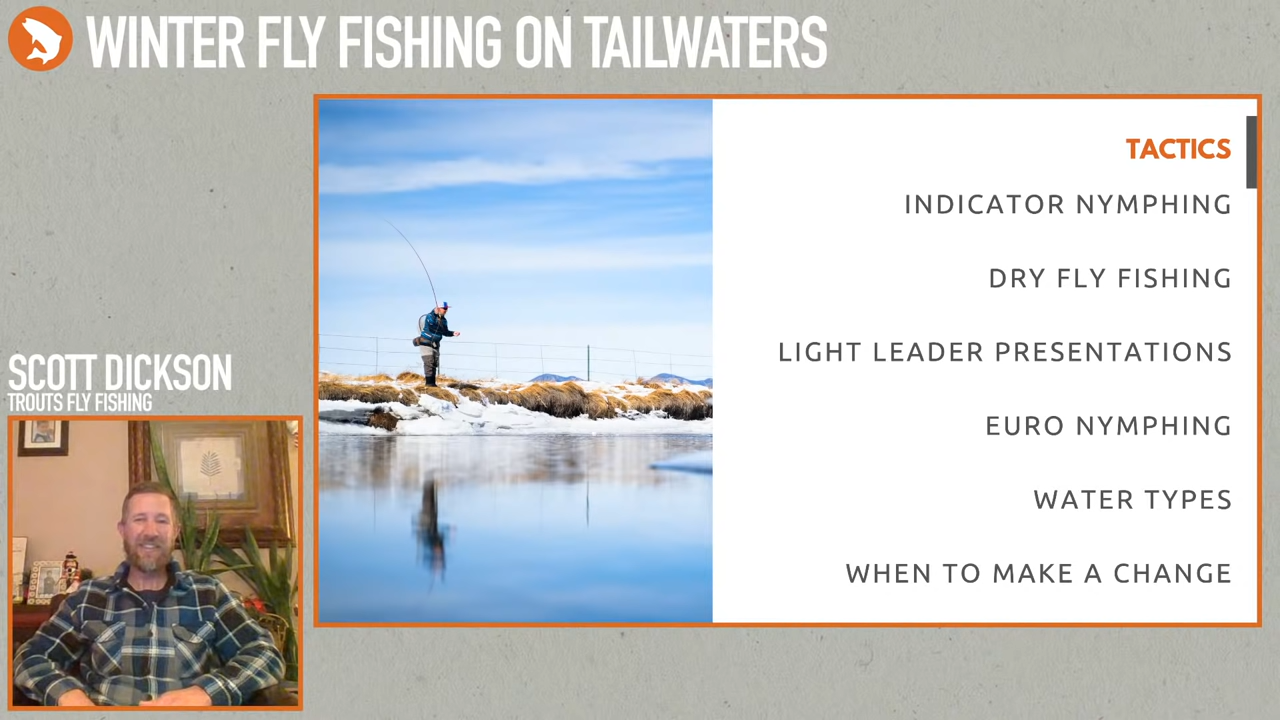 WINTER FLY FISHING ON TAILWATERS
TACTICS
INDICATOR NYMPHING
DRY FLY FISHING
LIGHT LEADER PRESENTATIONS
EURO NYMPHING
WATER TYPES
WHEN TO MAKE A CHANGE
SCOTT DICKSON
TROUTS FLY FISHING